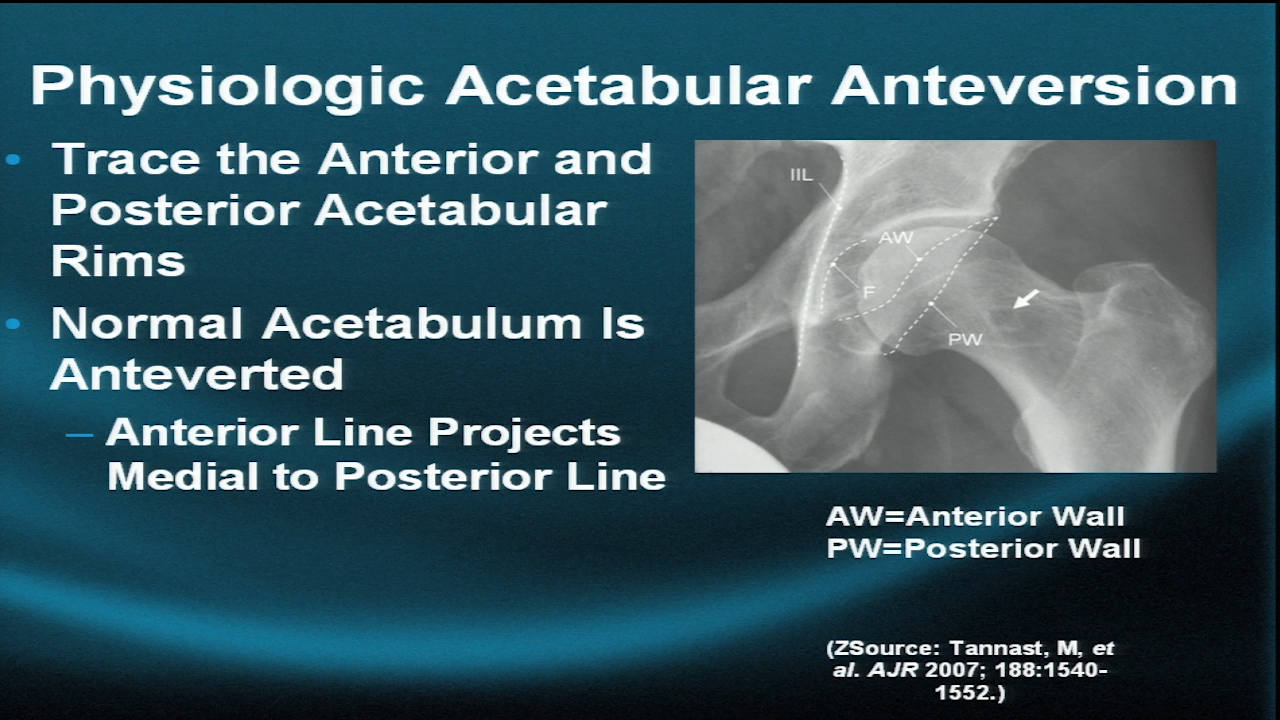 Physiologic Acetabular Anteversion
• Trace the Anterior and
Posterior Acetabular
Rims
• Normal Acetabulum Is
Anteverted
– Anterior Line Projects
Medial to Posterior Line
IIL
AW
F
PW
AW=Anterior Wall
PW=Posterior Wall
(ZSource: Tannast, M, et
al. AJR 2007; 188:1540-
1552.)